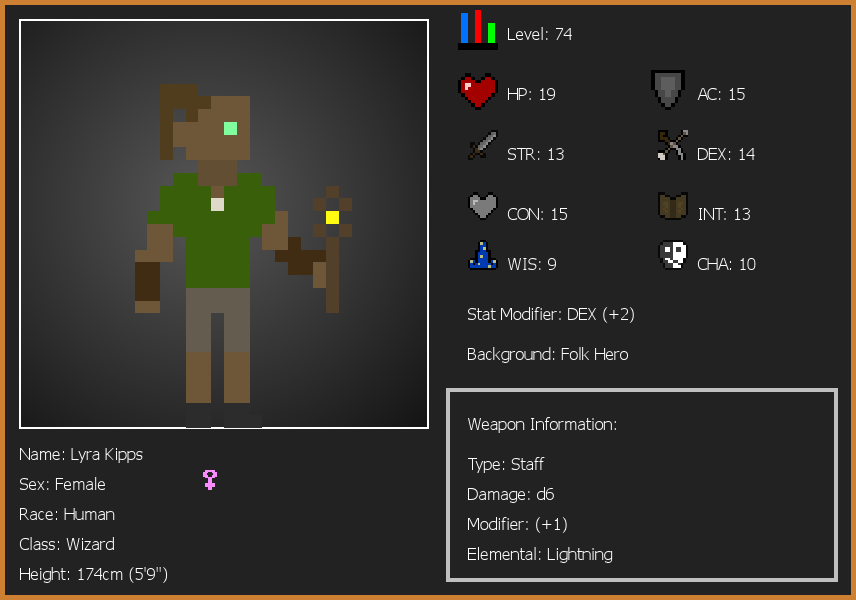 Level: 74
HP: 19
AC: 15
STR: 13
DEX: 14
CON: 15
INT: 13
WIS: 9
CHA: 10
Stat Modifier: DEX (+2)
Background: Folk Hero
Weapon Information:
Type: Staff
Damage: d6
Modifier: (+1)
Elemental: Lightning
Name: Lyra Kipps
Sex: Female
Race: Human
Class: Wizard
Height: 174cm (5'9")